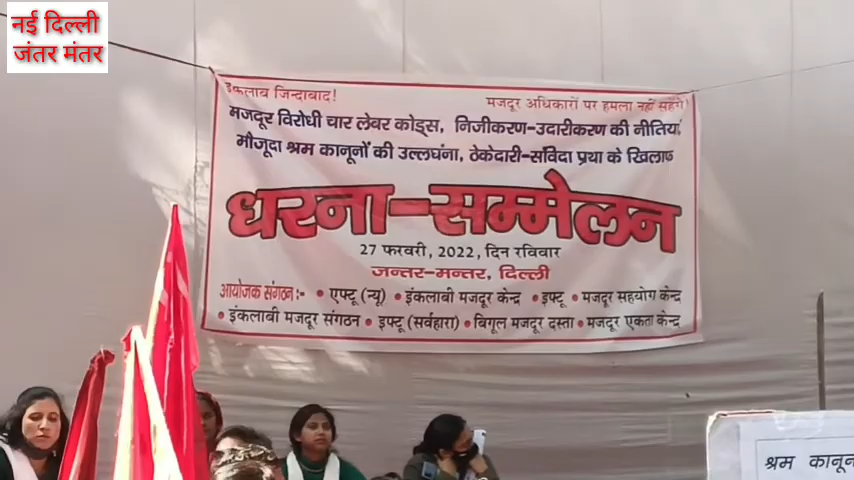 नई दिल्ली
जंतर मंतर
इंकलाब जिन्दाबाद!
मजदूर अधिकारों पर हमला नहीं सहेंगे!
मजदूर विरोधी चार लेबर कोड्स, निजीकरण-उदारीकरण की नीतियां
मौजूदा श्रम कानूनों की उल्लघंना, ठेकेदारी-संविदा प्रथा के खिलाफ
धरना-सम्मेलन
27 फरवरी, 2022, दिन रविवार
जन्तर-मन्तर, दिल्ली
आयोजक संगठन:- • एफ्टू (न्यू) • इंकलाबी मजदूर केन्द्र • इफ्टू • मजदूर सहयोग केन्द्र
• इंकलाबी मजदूर संगठन • इफ्टू (सर्वहारा) • बिगूल मजदूर दस्ता • मजदूर एकता केन्द्र
श्रम कानून